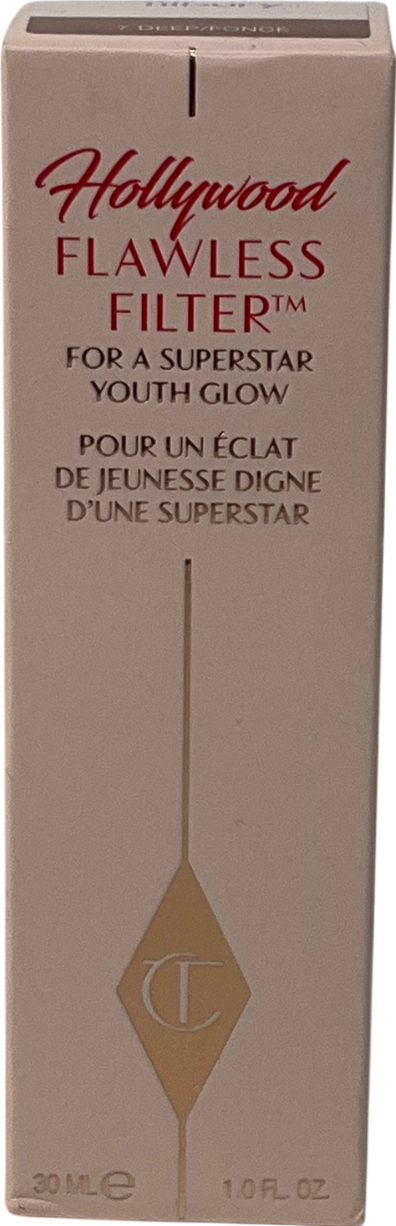 7 DEEP/FONCÉ
Hollywood
FLAWLESS
FILTER™
FOR A SUPERSTAR
YOUTH GLOW
POUR UN ÉCLAT
DE JEUNESSE DIGNE
D'UNE SUPERSTAR
CT
30 ML ℮ 1.0 FL. OZ.